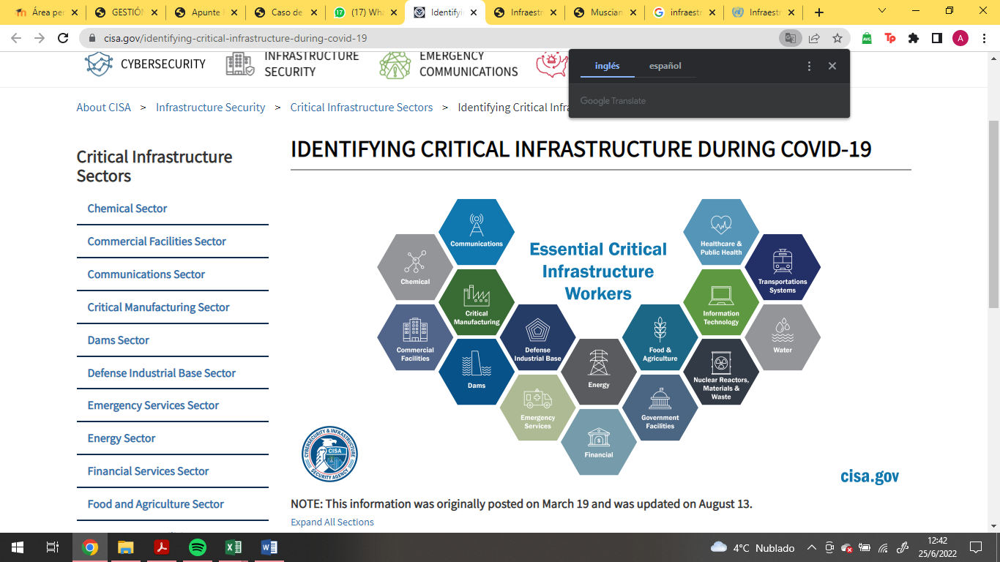 Área per
GESTIÓN
Apunte
Caso de
(17) Wha
Identifyi
Infraestr
Muscian
infraestr
Infraestr
cisa.gov/identifying-critical-infrastructure-during-covid-19
CYBERSECURITY
INFRASTRUCTURE
SECURITY
EMERGENCY
COMMUNICATIONS
inglés español
Google Translate
About CISA > Infrastructure Security > Critical Infrastructure Sectors > Identifying Critical Infra
Critical Infrastructure
Sectors
Chemical Sector
Commercial Facilities Sector
Communications Sector
Critical Manufacturing Sector
Dams Sector
Defense Industrial Base Sector
Emergency Services Sector
Energy Sector
Financial Services Sector
Food and Agriculture Sector
IDENTIFYING CRITICAL INFRASTRUCTURE DURING COVID-19
Essential Critical
Infrastructure
Workers
Communications
Chemical
Critical
Manufacturing
Commercial
Facilities
Dams
Defense
Industrial Base
Emergency
Services
Energy
Financial
Food &
Agriculture
Government
Facilities
Healthcare &
Public Health
Information
Technology
Nuclear Reactors,
Materials &
Waste
Transportations
Systems
Water
CYBERSECURITY & INFRASTRUCTURE
CISA
SECURITY AGENCY
cisa.gov
NOTE: This information was originally posted on March 19 and was updated on August 13.
Expand All Sections
4°C Nublado
12:42
25/6/2022